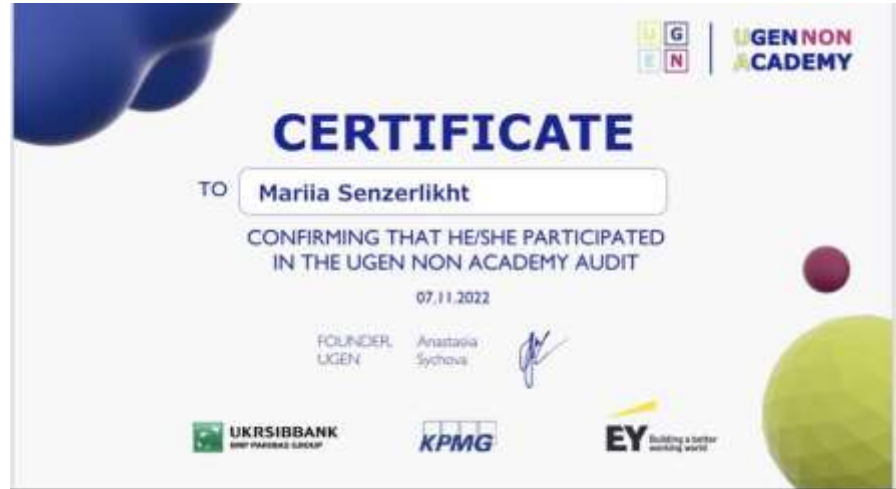 U G
E N
UGEN NON
ACADEMY
CERTIFICATE
TO Mariia Senzerlikht
CONFIRMING THAT HE/SHE PARTICIPATED
IN THE UGEN NON ACADEMY AUDIT
07.11.2022
FOUNDER, UGEN
Anastasia Sychova
UKRSIBBANK
BNP PARIBAS GROUP
KPMG
EY
Building a better
working world